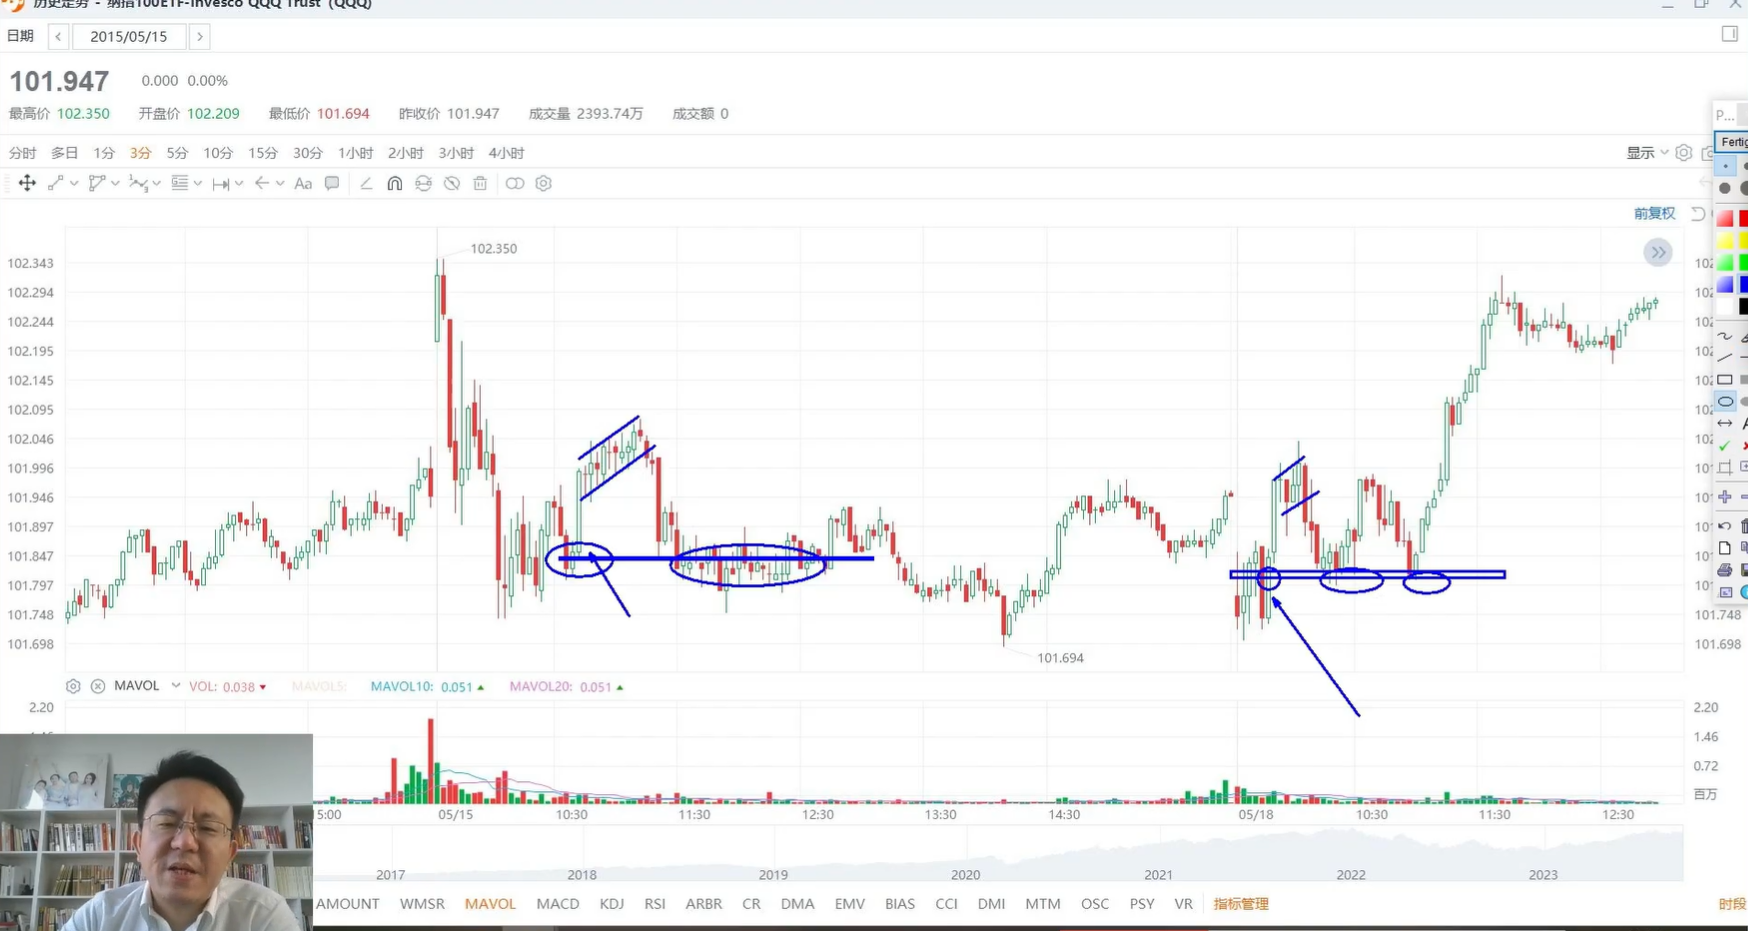 历史走势 - 纳指100ETF-Invesco QQQ Trust (QQQ)
日期 2015/05/15
101.947 0.000 0.00%
最高价 102.350 开盘价 102.209 最低价 101.694 昨收价 101.947 成交量 2393.74万 成交额 0
P...
Fertig
分时 多日 1分 3分 5分 10分 15分 30分 1小时 2小时 3小时 4小时 显示
Aa
前复权
102.350
102.343
102.294
102.244
102.195
102.145
102.095
102.046
101.996
101.946
101.897
101.847
101.797
101.748 101.748
101.698 101.698
101.694
MAVOL VOL: 0.038 MAVOL5: MAVOL10: 0.051 MAVOL20: 0.051
2.20 2.20
1.46
0.72
百万
05/15 10:30 11:30 12:30 13:30 14:30 05/18 10:30 11:30 12:30
2017 2018 2019 2020 2021 2022 2023
AMOUNT WMSR MAVOL MACD KDJ RSI ARBR CR DMA EMV BIAS CCI DMI MTM OSC PSY VR 指标管理 时段